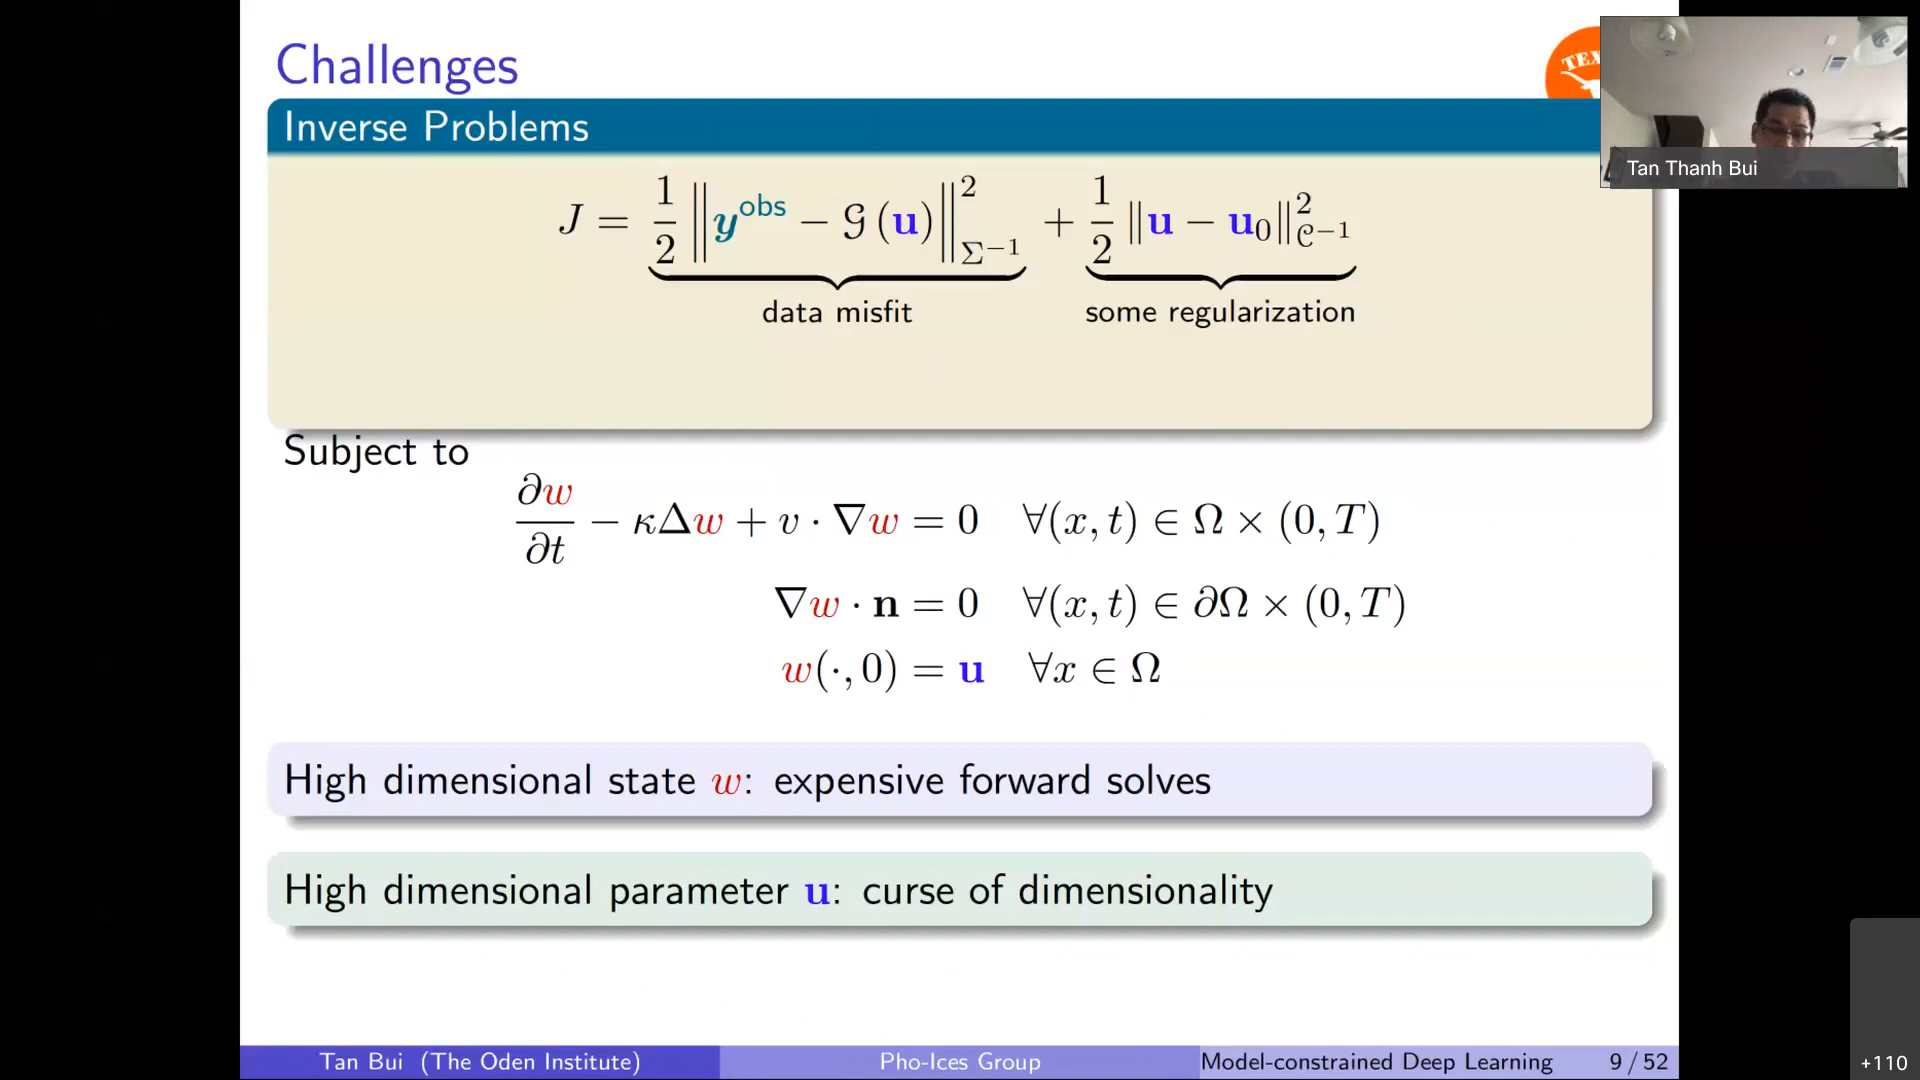 Challenges
TEX
Inverse Problems
Tan Thanh Bui
J = 1/2 ‖y^obs − 𝒢(u)‖²_{Σ⁻¹} + 1/2 ‖u − u₀‖²_{𝒞⁻¹}
data misfit some regularization
Subject to
∂w/∂t − κΔw + v · ∇w = 0 ∀(x, t) ∈ Ω × (0, T)
∇w · n = 0 ∀(x, t) ∈ ∂Ω × (0, T)
w(·, 0) = u ∀x ∈ Ω
High dimensional state w: expensive forward solves
High dimensional parameter u: curse of dimensionality
Tan Bui (The Oden Institute) Pho-Ices Group Model-constrained Deep Learning 9 / 52
+110